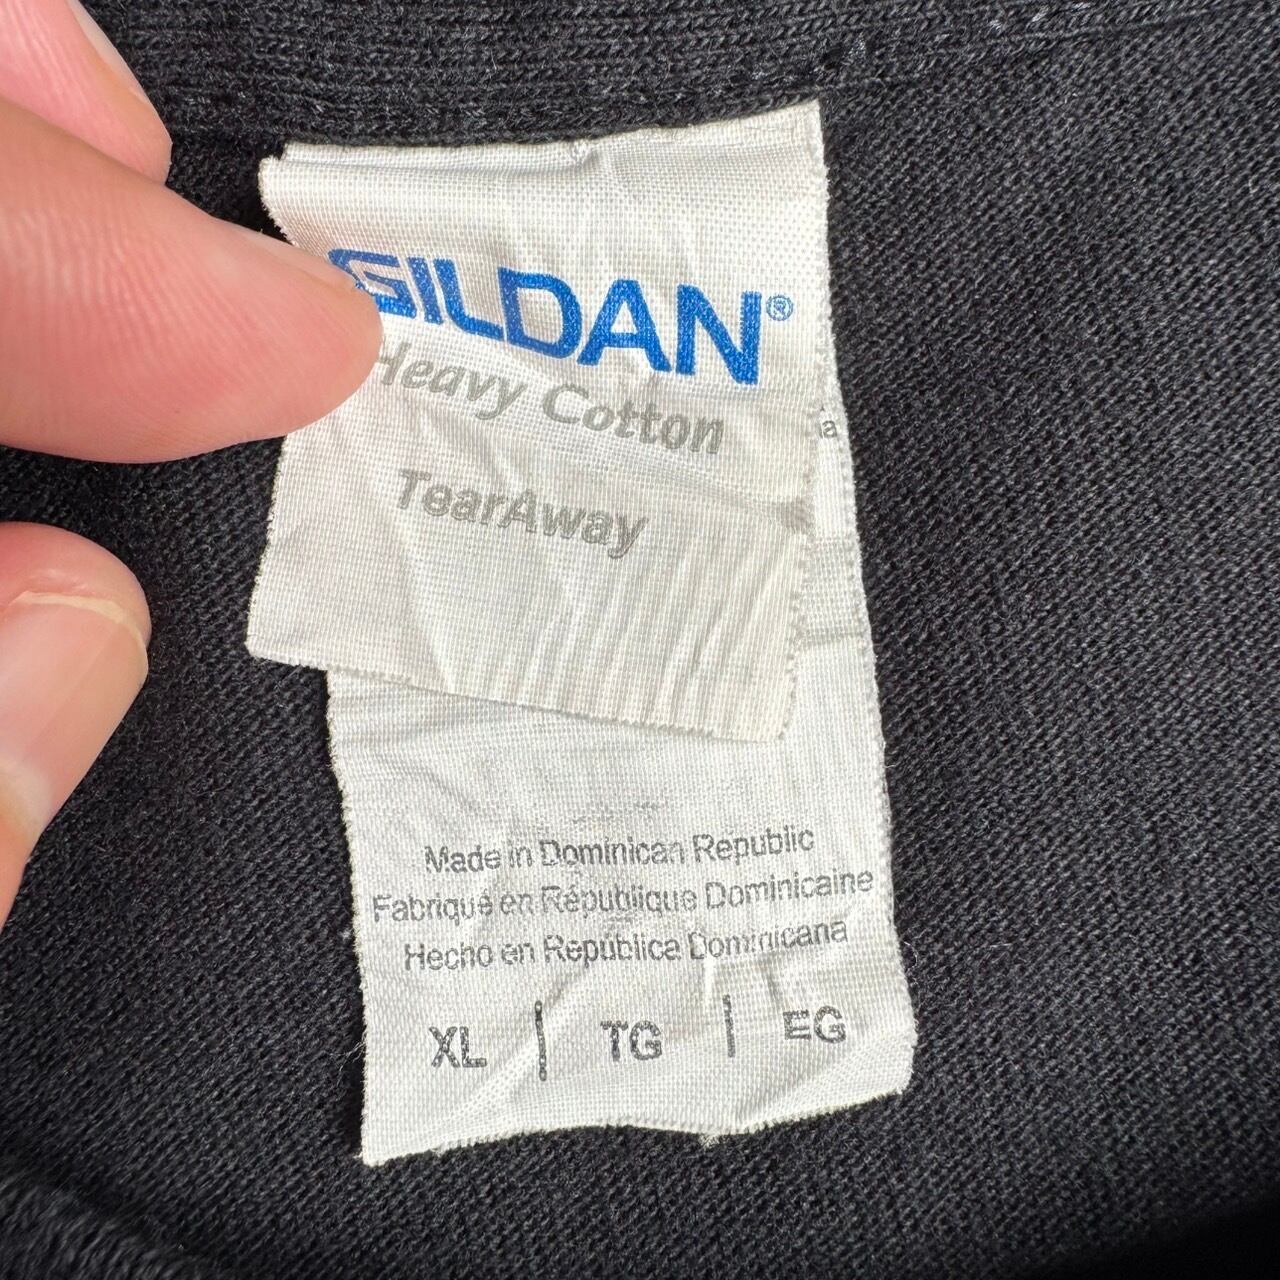 GILDAN®
Heavy Cotton
TearAway
a
Made in Dominican Republic
Fabriqué en République Dominicaine
Hecho en República Dominicana
XL | TG | EG